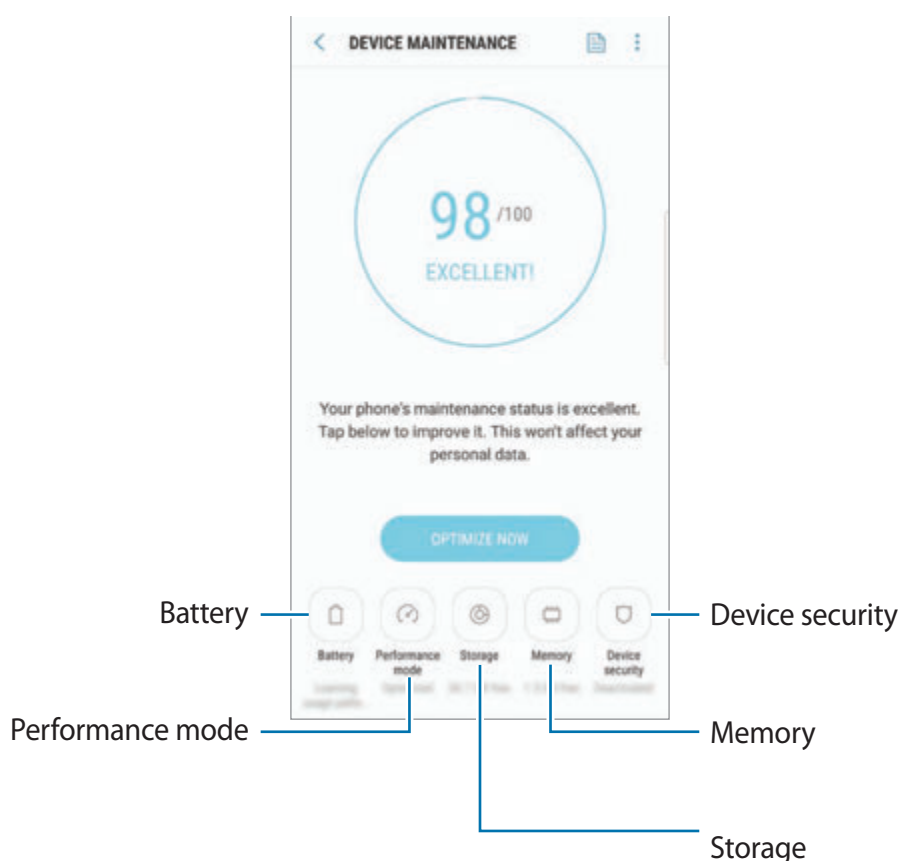 DEVICE MAINTENANCE
98 /100
EXCELLENT!
Your phone's maintenance status is excellent.
Tap below to improve it. This won't affect your
personal data.
OPTIMIZE NOW
Battery
Device security
Battery
Performance
mode
Storage
Memory
Device
security
Performance mode
Memory
Storage